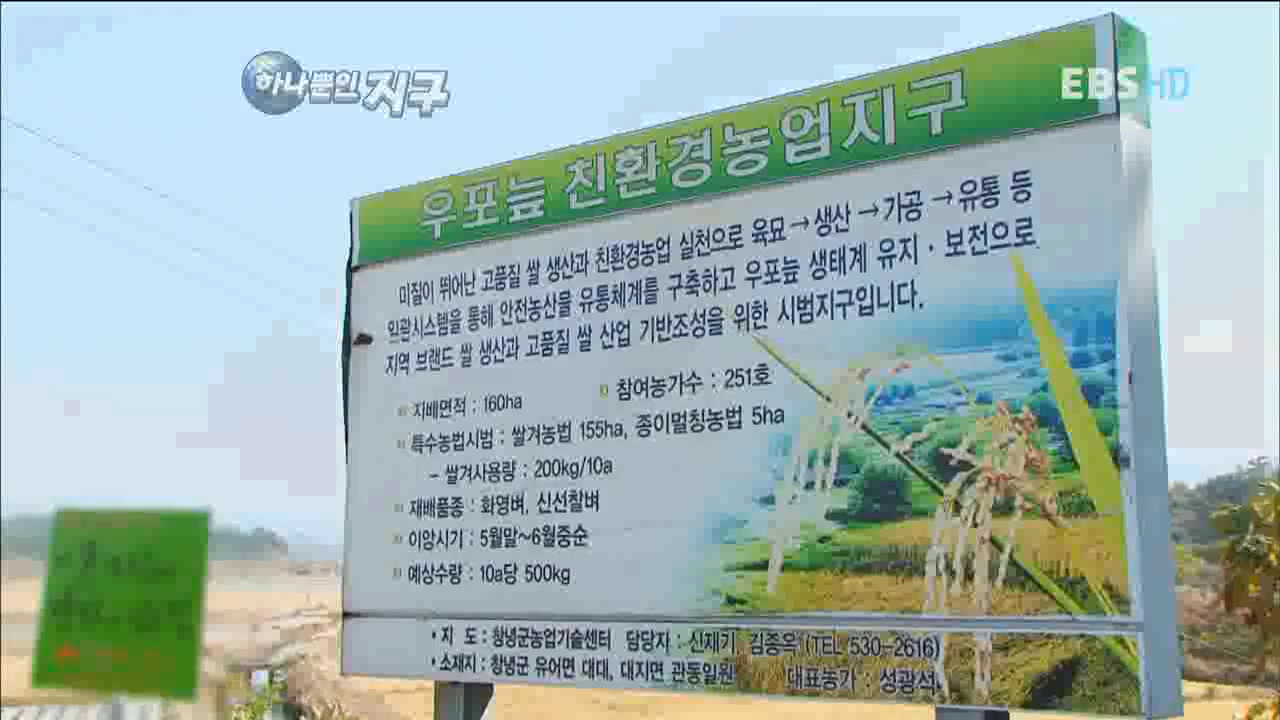 하나뿐인 지구
EBS HD
우포늪 친환경농업지구
미질이 뛰어난 고품질 쌀 생산과 친환경농업 실천으로 육묘→생산→가공→유통 등
일괄시스템을 통해 안전농산물 유통체계를 구축하고 우포늪 생태계 유지·보전으로
지역 브랜드 쌀 생산과 고품질 쌀 산업 기반조성을 위한 시범지구입니다.
재배면적 : 160ha 참여농가수 : 251호
특수농법시범 : 쌀겨농법 155ha, 종이멀칭농법 5ha
- 쌀겨사용량 : 200kg/10a
재배품종 : 화영벼, 신선찰벼
이앙시기 : 5월말~6월중순
예상수량 : 10a당 500kg
•지 도 : 창녕군농업기술센터 담당자 : 신재기, 김종옥 (TEL 530-2616)
•소재지 : 창녕군 유어면 대대, 대지면 관동일원 대표농가 : 성광석